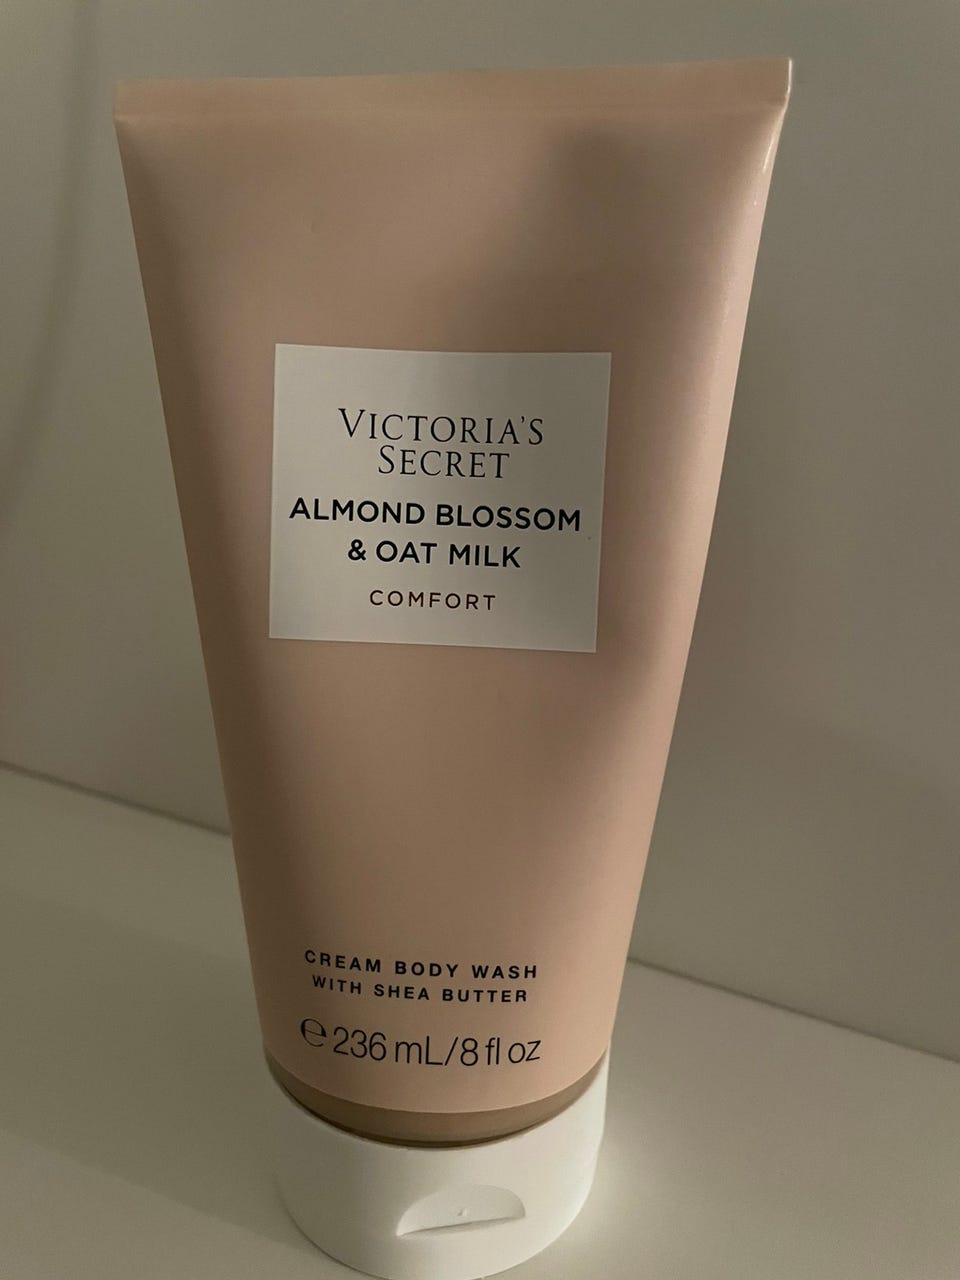 VICTORIA'S
SECRET
ALMOND BLOSSOM
& OAT MILK
COMFORT
CREAM BODY WASH
WITH SHEA BUTTER
℮ 236 mL/8 fl oz